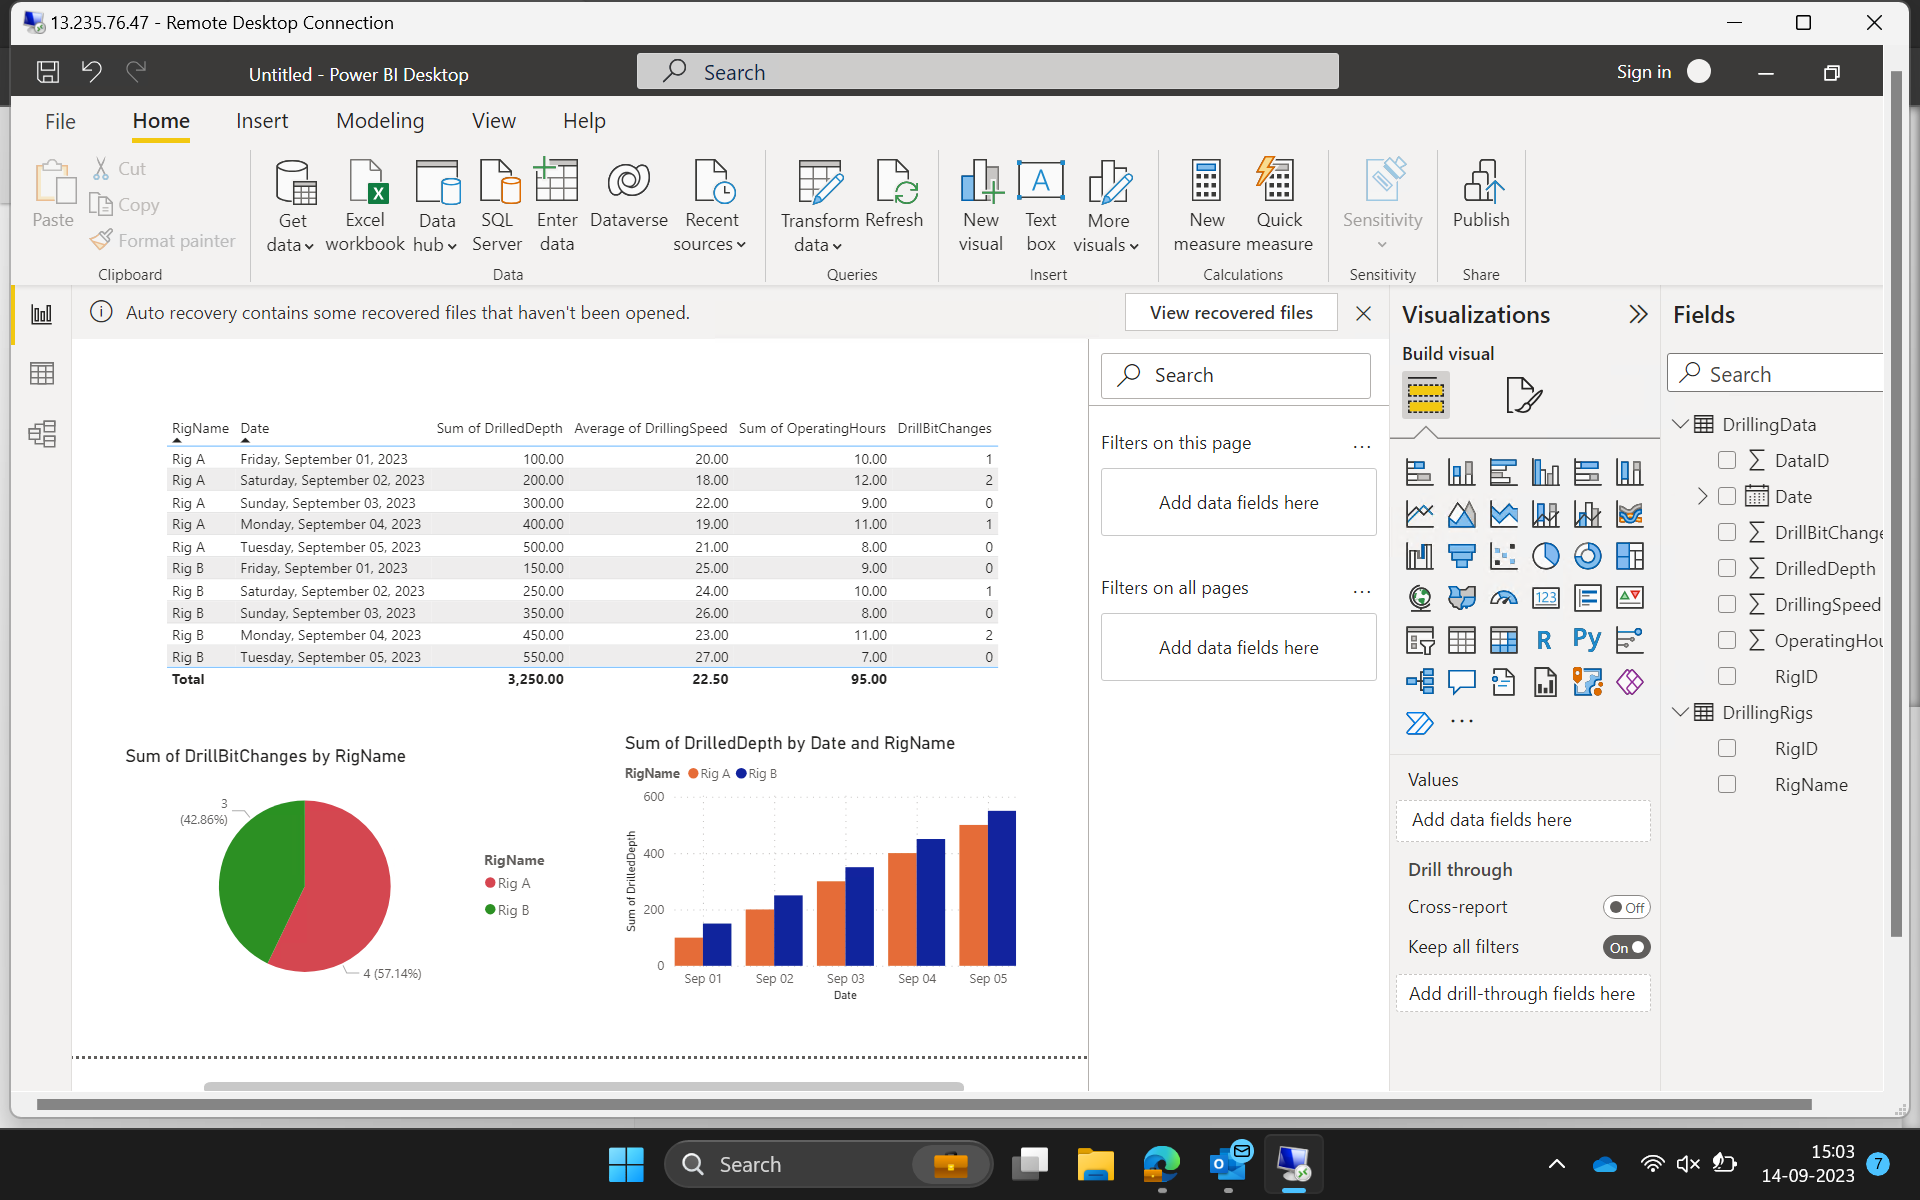 13.235.76.47 - Remote Desktop Connection
Untitled - Power BI Desktop
Search
Sign in
File Home Insert Modeling View Help
Paste
Cut
Copy
Format painter
Clipboard
Get data
Excel workbook
Data hub
SQL Server
Enter data
Dataverse
Recent sources
Data
Transform data
Refresh
Queries
New visual
Text box
More visuals
Insert
New measure
Quick measure
Calculations
Sensitivity
Sensitivity
Publish
Share
Auto recovery contains some recovered files that haven't been opened.
View recovered files
RigName Date Sum of DrilledDepth Average of DrillingSpeed Sum of OperatingHours DrillBitChanges
Rig A Friday, September 01, 2023 100.00 20.00 10.00 1
Rig A Saturday, September 02, 2023 200.00 18.00 12.00 2
Rig A Sunday, September 03, 2023 300.00 22.00 9.00 0
Rig A Monday, September 04, 2023 400.00 19.00 11.00 1
Rig A Tuesday, September 05, 2023 500.00 21.00 8.00 0
Rig B Friday, September 01, 2023 150.00 25.00 9.00 0
Rig B Saturday, September 02, 2023 250.00 24.00 10.00 1
Rig B Sunday, September 03, 2023 350.00 26.00 8.00 0
Rig B Monday, September 04, 2023 450.00 23.00 11.00 2
Rig B Tuesday, September 05, 2023 550.00 27.00 7.00 0
Total 3,250.00 22.50 95.00
Sum of DrillBitChanges by RigName
3
(42.86%)
4 (57.14%)
RigName
Rig A
Rig B
Sum of DrilledDepth by Date and RigName
RigName Rig A Rig B
Sum of DrilledDepth
600
400
200
0
Sep 01 Sep 02 Sep 03 Sep 04 Sep 05
Date
Search
Filters on this page ...
Add data fields here
Filters on all pages ...
Add data fields here
Visualizations
Build visual
123
R Py
...
Values
Add data fields here
Drill through
Cross-report Off
Keep all filters On
Add drill-through fields here
Fields
Search
DrillingData
DataID
Date
DrillBitChange
DrilledDepth
DrillingSpeed
OperatingHou
RigID
DrillingRigs
RigID
RigName
Search
15:03
14-09-2023
7